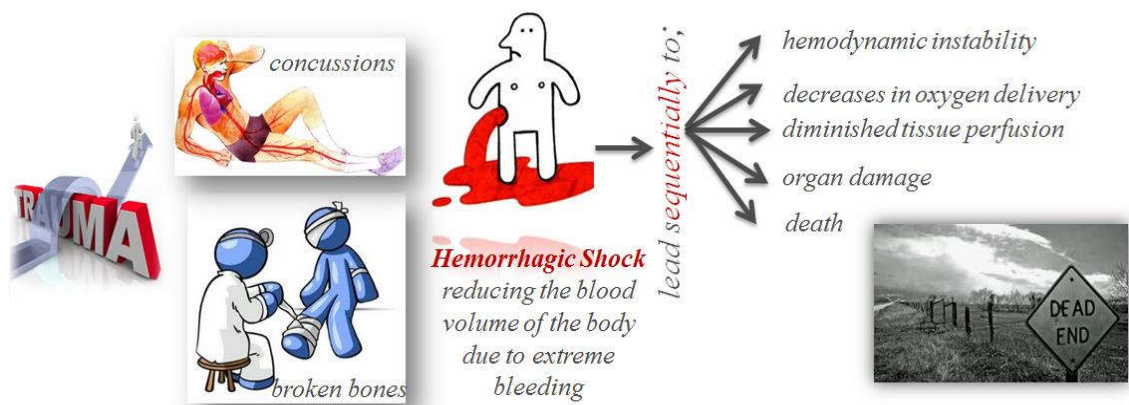 TRAUMA
concussions
broken bones
Hemorrhagic Shock
reducing the blood
volume of the body
due to extreme
bleeding
lead sequentially to;
hemodynamic instability
decreases in oxygen delivery
diminished tissue perfusion
organ damage
death
DEAD
END